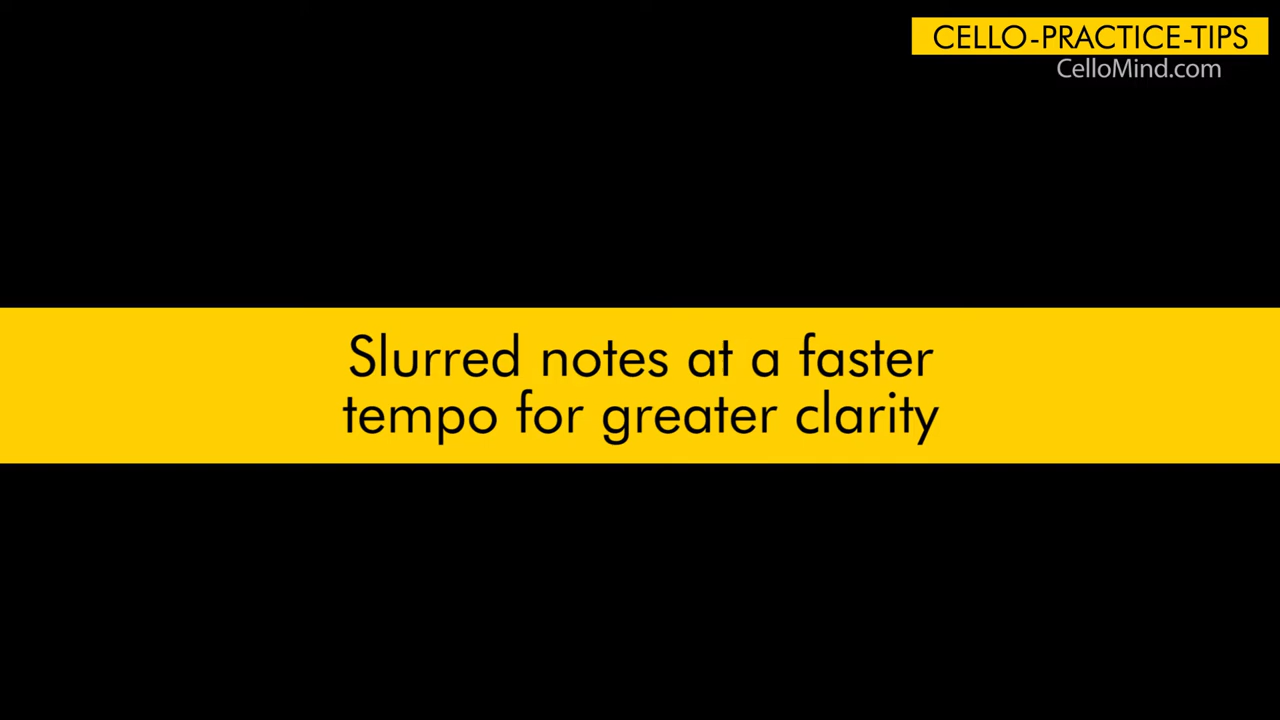 CELLO-PRACTICE-TIPS
CelloMind.com
Slurred notes at a faster
tempo for greater clarity